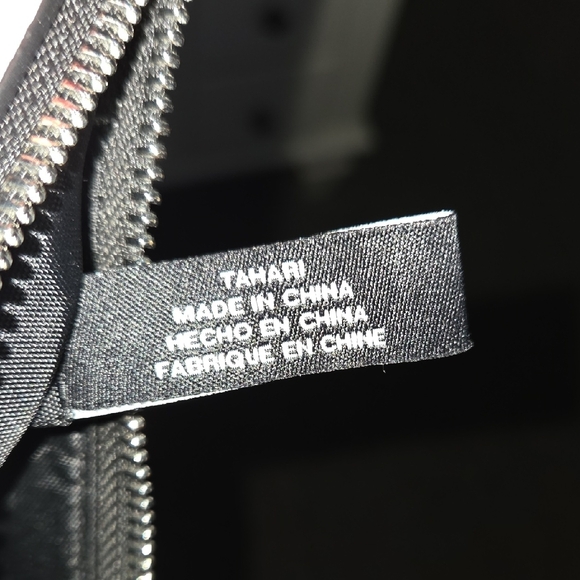 TAHARI
MADE IN CHINA
HECHO EN CHINA
FABRIQUE EN CHINE